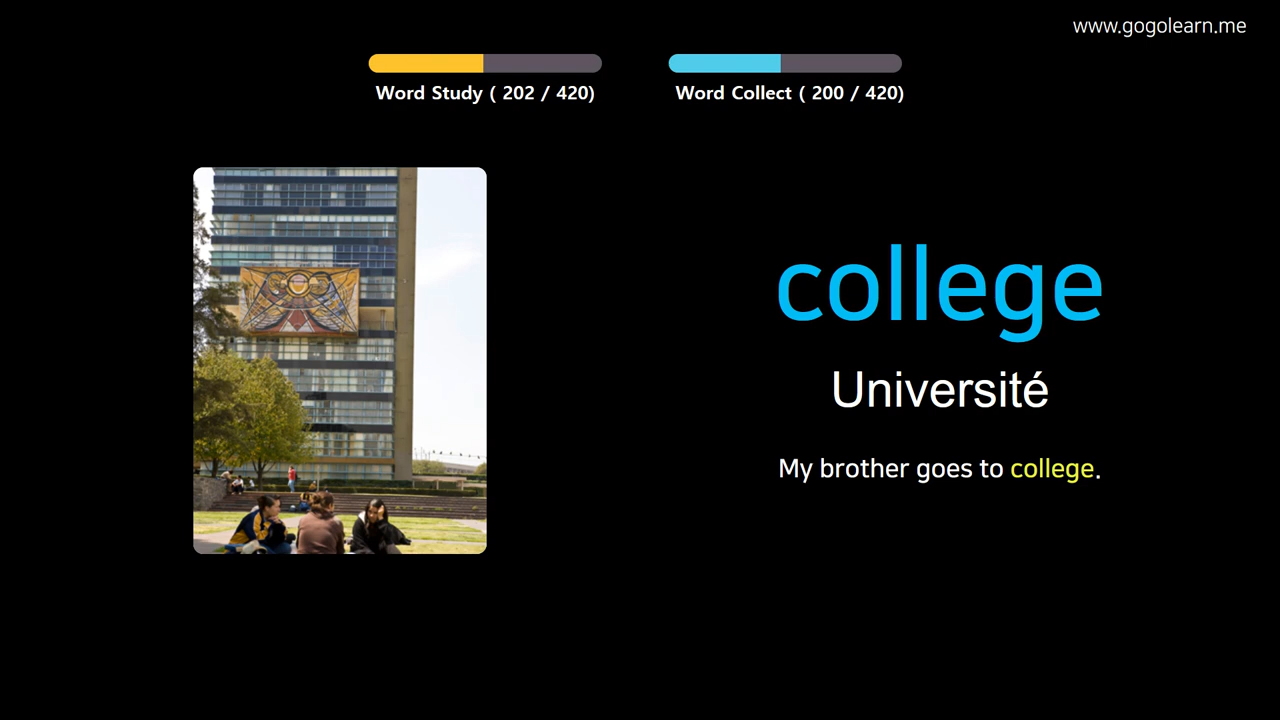 www.gogolearn.me
Word Study ( 202 / 420)
Word Collect ( 200 / 420)
college
Université
My brother goes to college.